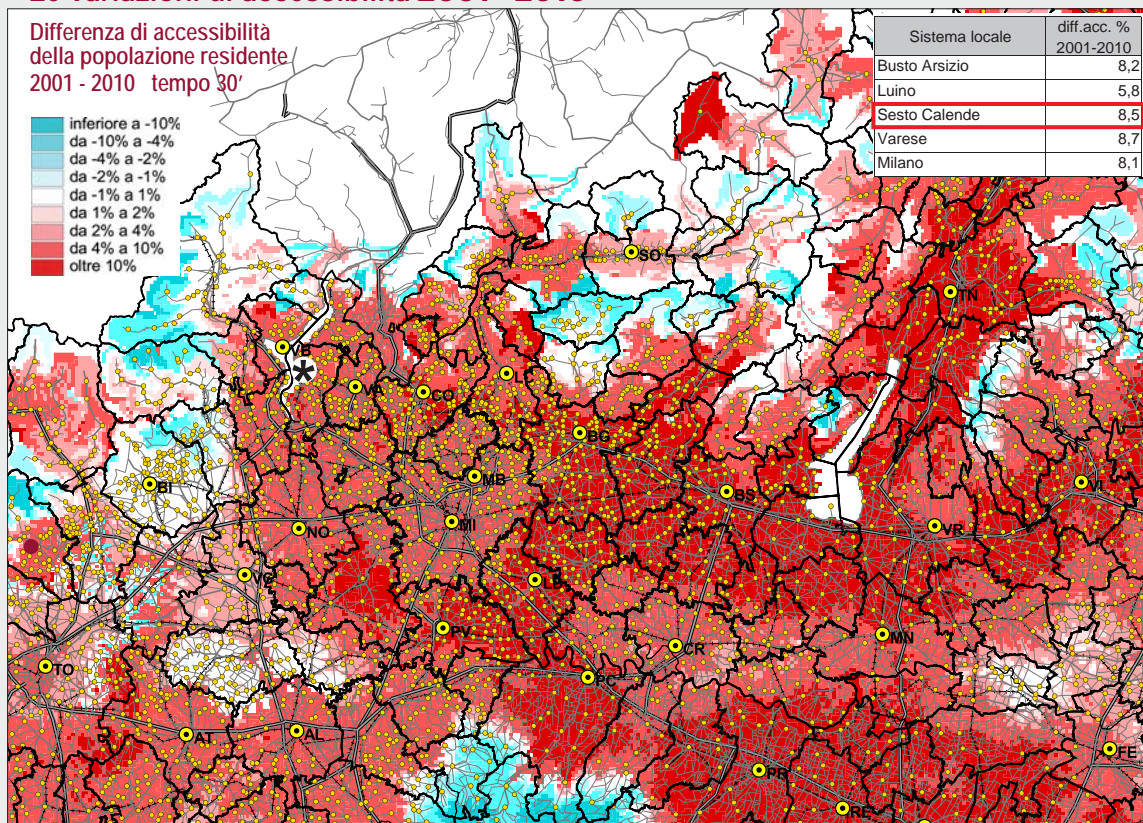 Differenza di accessibilità
della popolazione residente
2001 - 2010 tempo 30'
inferiore a -10%
da -10% a -4%
da -4% a -2%
da -2% a -1%
da -1% a 1%
da 1% a 2%
da 2% a 4%
da 4% a 10%
oltre 10%
Sistema locale diff.acc. % 2001-2010
Busto Arsizio 8,2
Luino 5,8
Sesto Calende 8,5
Varese 8,7
Milano 8,1
SO
TN
VB
*
CO
BG
BI
MB
BS
VI
MI
NO
VR
VC
PV
MN
CR
TO
AT
AL
FE
PR
RE